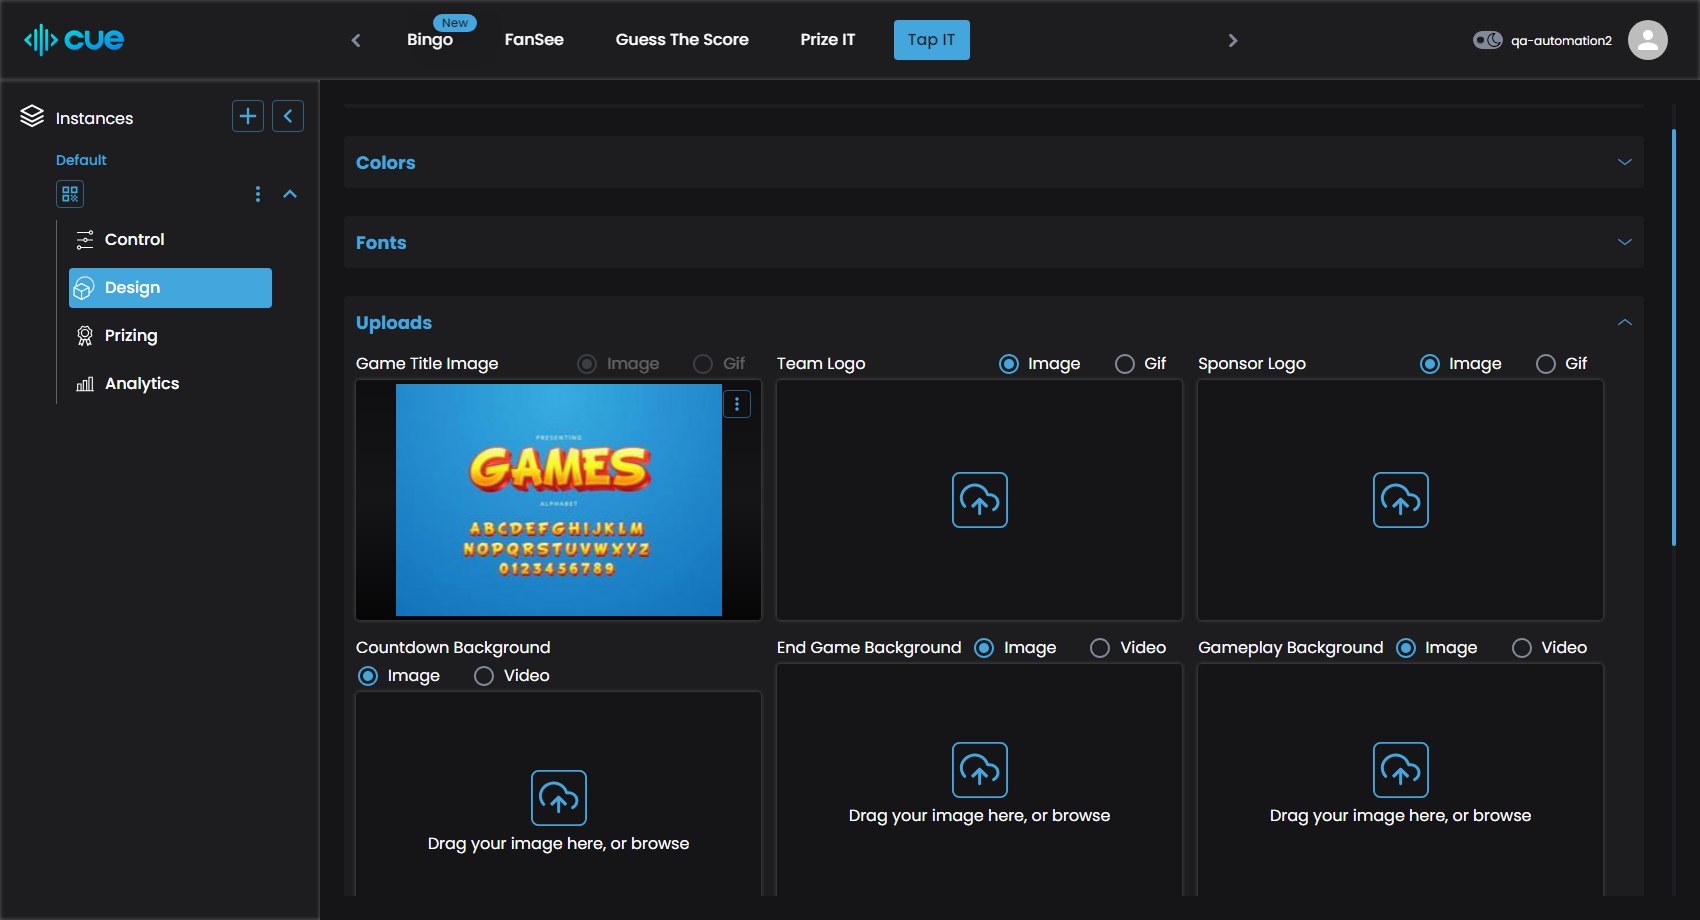 cue
New
Bingo
FanSee
Guess The Score
Prize IT
Tap IT
qa-automation2
Instances
Default
Control
Design
Prizing
Analytics
Colors
Fonts
Uploads
Game Title Image
Image
Gif
Team Logo
Image
Gif
Sponsor Logo
Image
Gif
PRESENTING
GAMES
ALPHABET
ABCDEFGHIJKLM
NOPQRSTUVWXYZ
0123456789
Countdown Background
Image
Video
End Game Background
Image
Video
Gameplay Background
Image
Video
Drag your image here, or browse
Drag your image here, or browse
Drag your image here, or browse